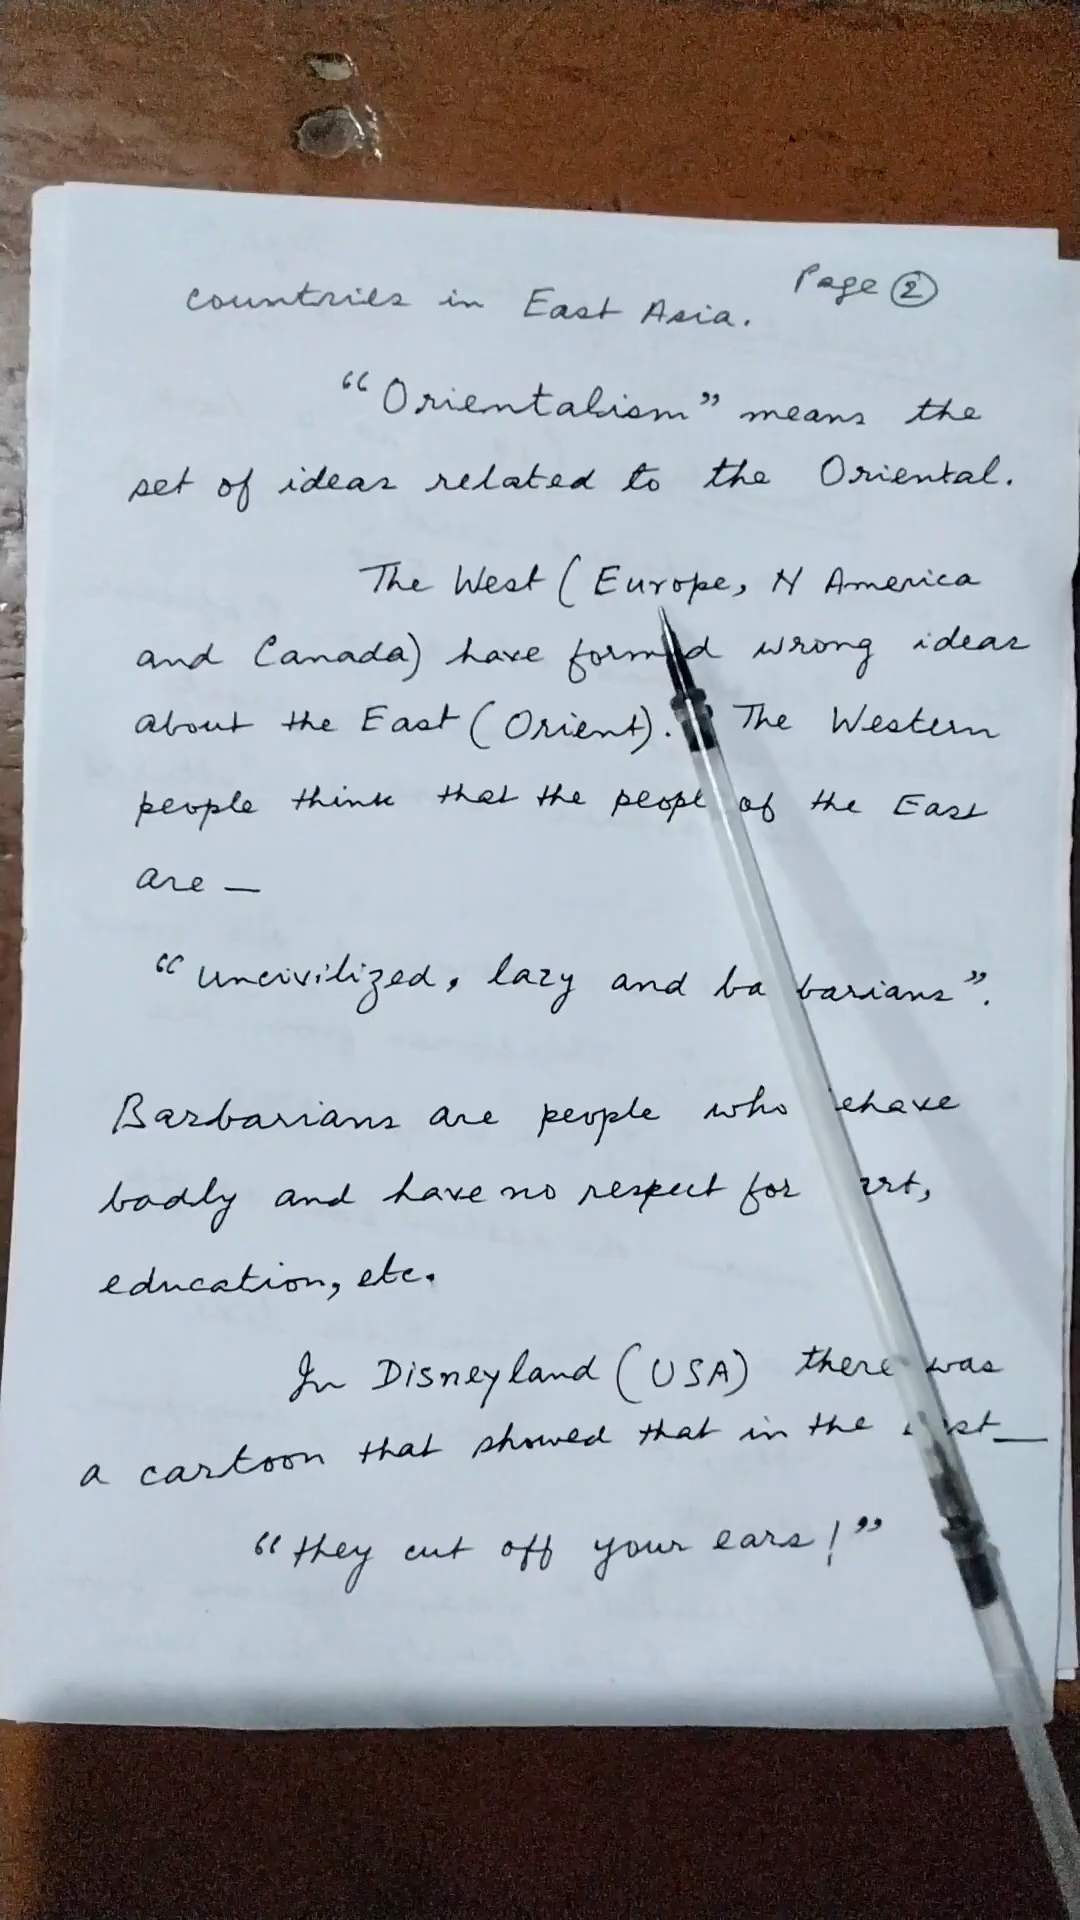 Page 2
countries in East Asia.
"Orientalism" means the
set of ideas related to the Oriental.
The West (Europe, N America
and Canada) have formed wrong ideas
about the East (Orient). The Western
people think that the people of the East
are —
"uncivilized, lazy and barbarians".
Barbarians are people who behave
badly and have no respect for art,
education, etc.
In Disneyland (USA) there was
a cartoon that showed that in the East —
"they cut off your ears!"